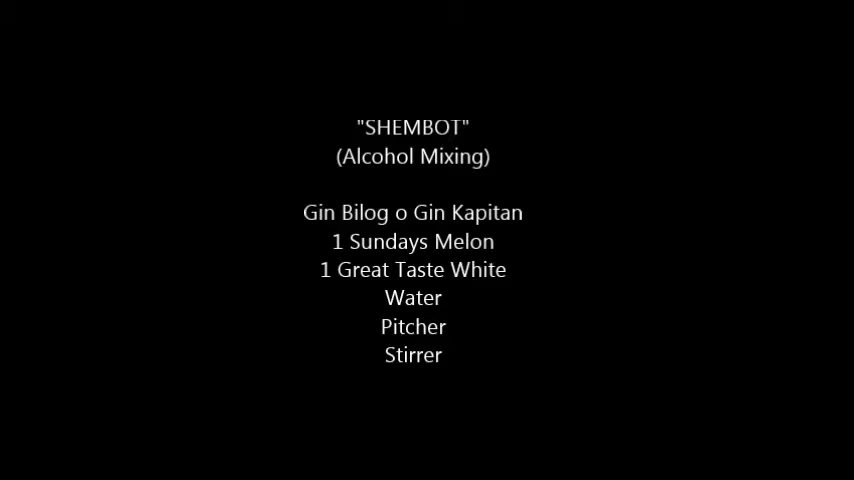 "SHEMBOT"
(Alcohol Mixing)
Gin Bilog o Gin Kapitan
1 Sundays Melon
1 Great Taste White
Water
Pitcher
Stirrer